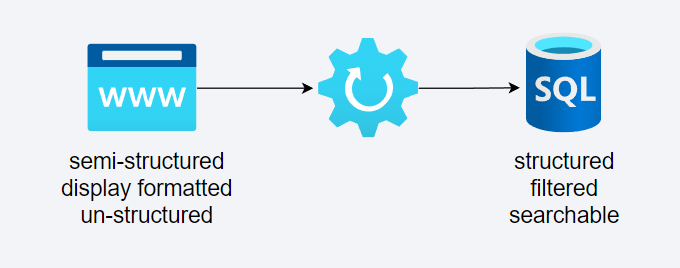 www
semi-structured
display formatted
un-structured
SQL
structured
filtered
searchable